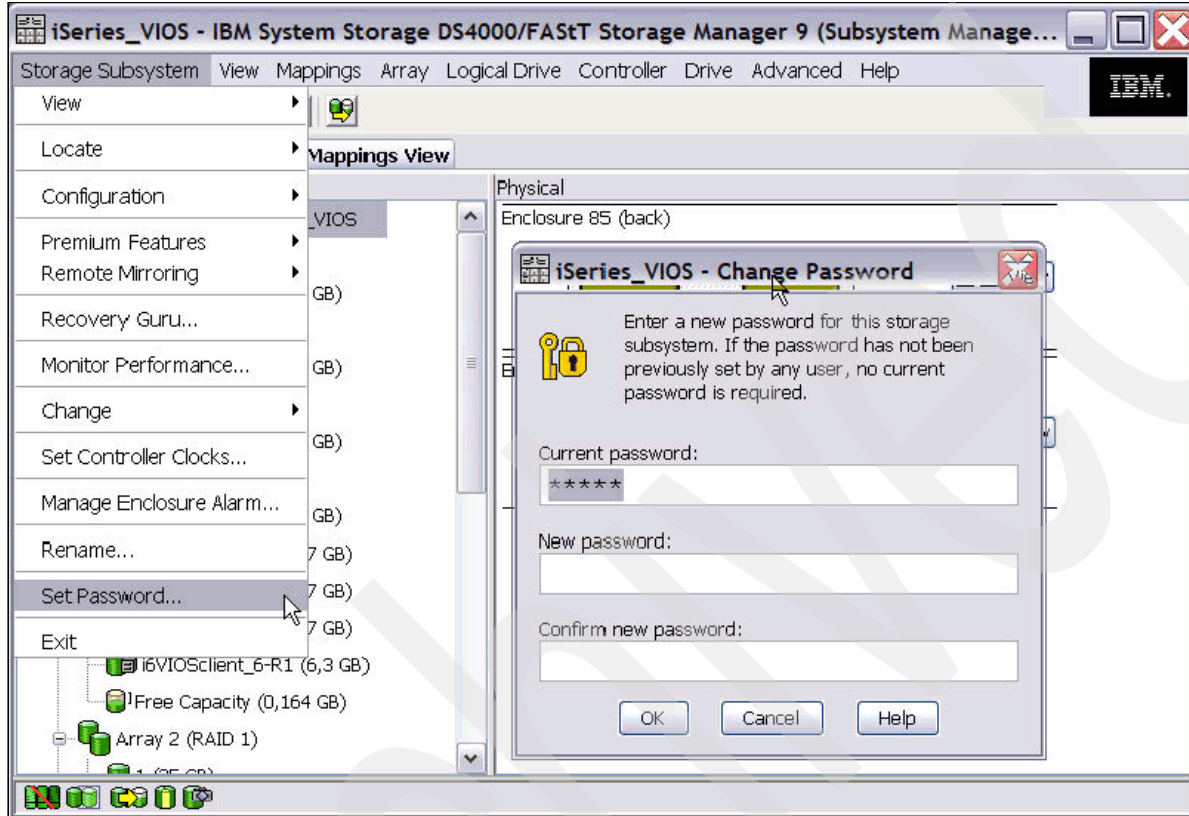 iSeries_VIOS - IBM System Storage DS4000/FAStT Storage Manager 9 (Subsystem Manage...
Storage Subsystem View Mappings Array Logical Drive Controller Drive Advanced Help
IBM.
View
Locate
Configuration
Premium Features
Remote Mirroring
Recovery Guru...
Monitor Performance...
Change
Set Controller Clocks...
Manage Enclosure Alarm...
Rename...
Set Password...
Exit
Mappings View
_VIOS
GB)
GB)
GB)
GB)
7 GB)
7 GB)
7 GB)
i6VIOSclient_6-R1 (6,3 GB)
Free Capacity (0,164 GB)
Array 2 (RAID 1)
Physical
Enclosure 85 (back)
iSeries_VIOS - Change Password
Enter a new password for this storage
subsystem. If the password has not been
previously set by any user, no current
password is required.
Current password:
*****
New password:
Confirm new password:
OK Cancel Help